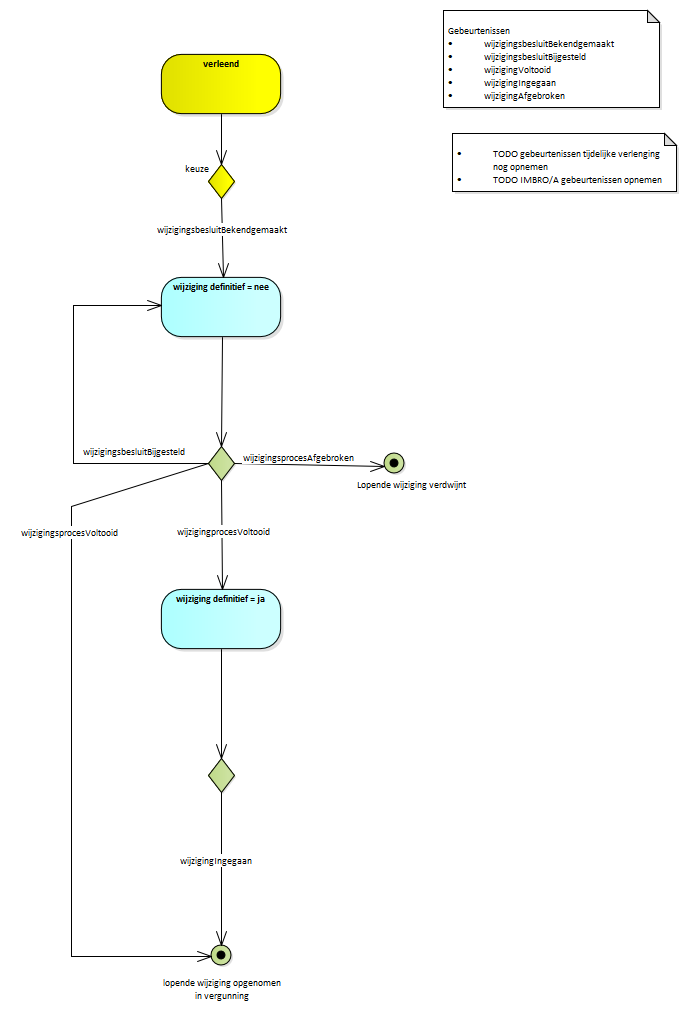 Gebeurtenissen
• wijzigingsbesluitBekendgemaakt
• wijzigingsbesluitBijgesteld
• wijzigingVoltooid
• wijzigingIngegaan
• wijzigingAfgebroken
verleend
• TODO gebeurtenissen tijdelijke verlenging
nog opnemen
• TODO IMBRO/A gebeurtenissen opnemen
keuze
wijzigingsbesluitBekendgemaakt
wijziging definitief = nee
wijzigingsbesluitBijgesteld
wijzigingsprocesAfgebroken
Lopende wijziging verdwijnt
wijzigingsprocesVoltooid
wijzigingprocesVoltooid
wijziging definitief = ja
wijzigingIngegaan
lopende wijziging opgenomen
in vergunning